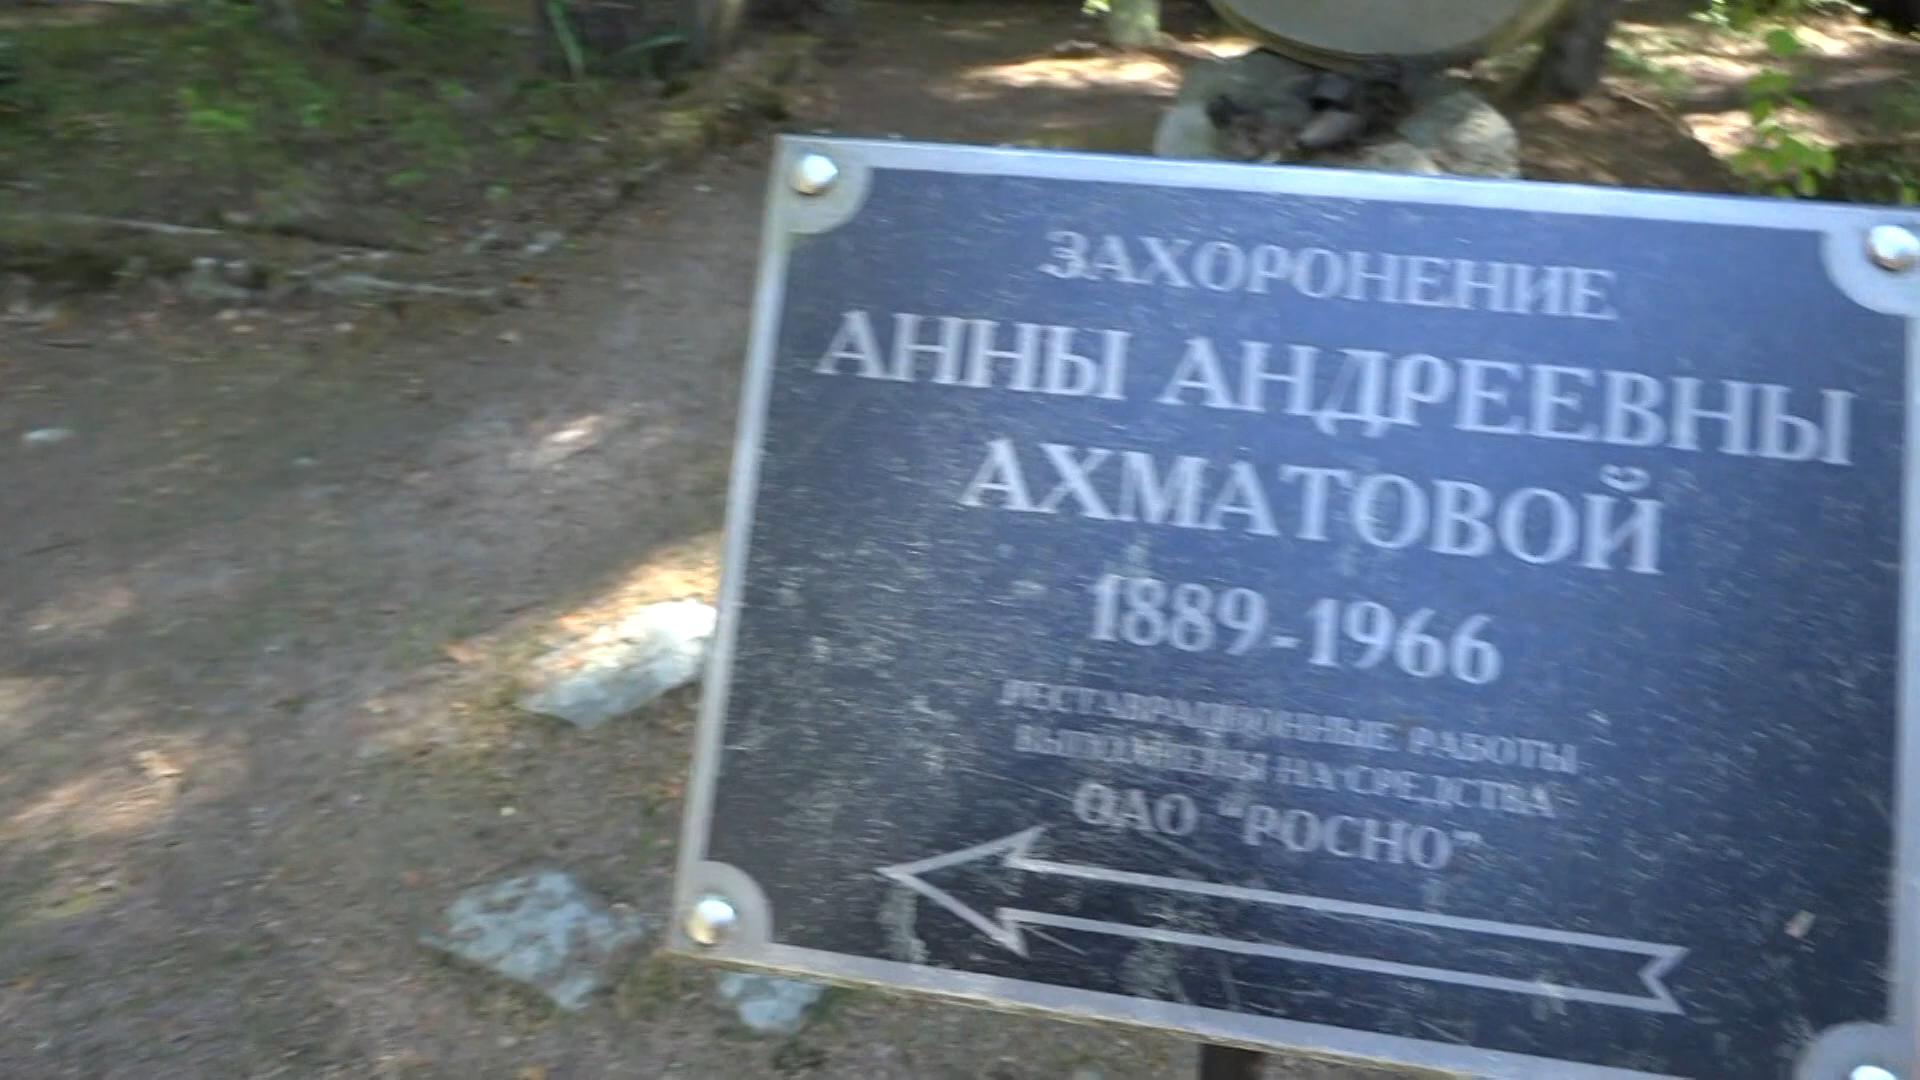 ЗАХОРОНЕНИЕ
АННЫ АНДРЕЕВНЫ
АХМАТОВОЙ
1889-1966
РЕСТАВРАЦИОННЫЕ РАБОТЫ
ВЫПОЛНЕНЫ НА СРЕДСТВА
ОАО "РОСНО"